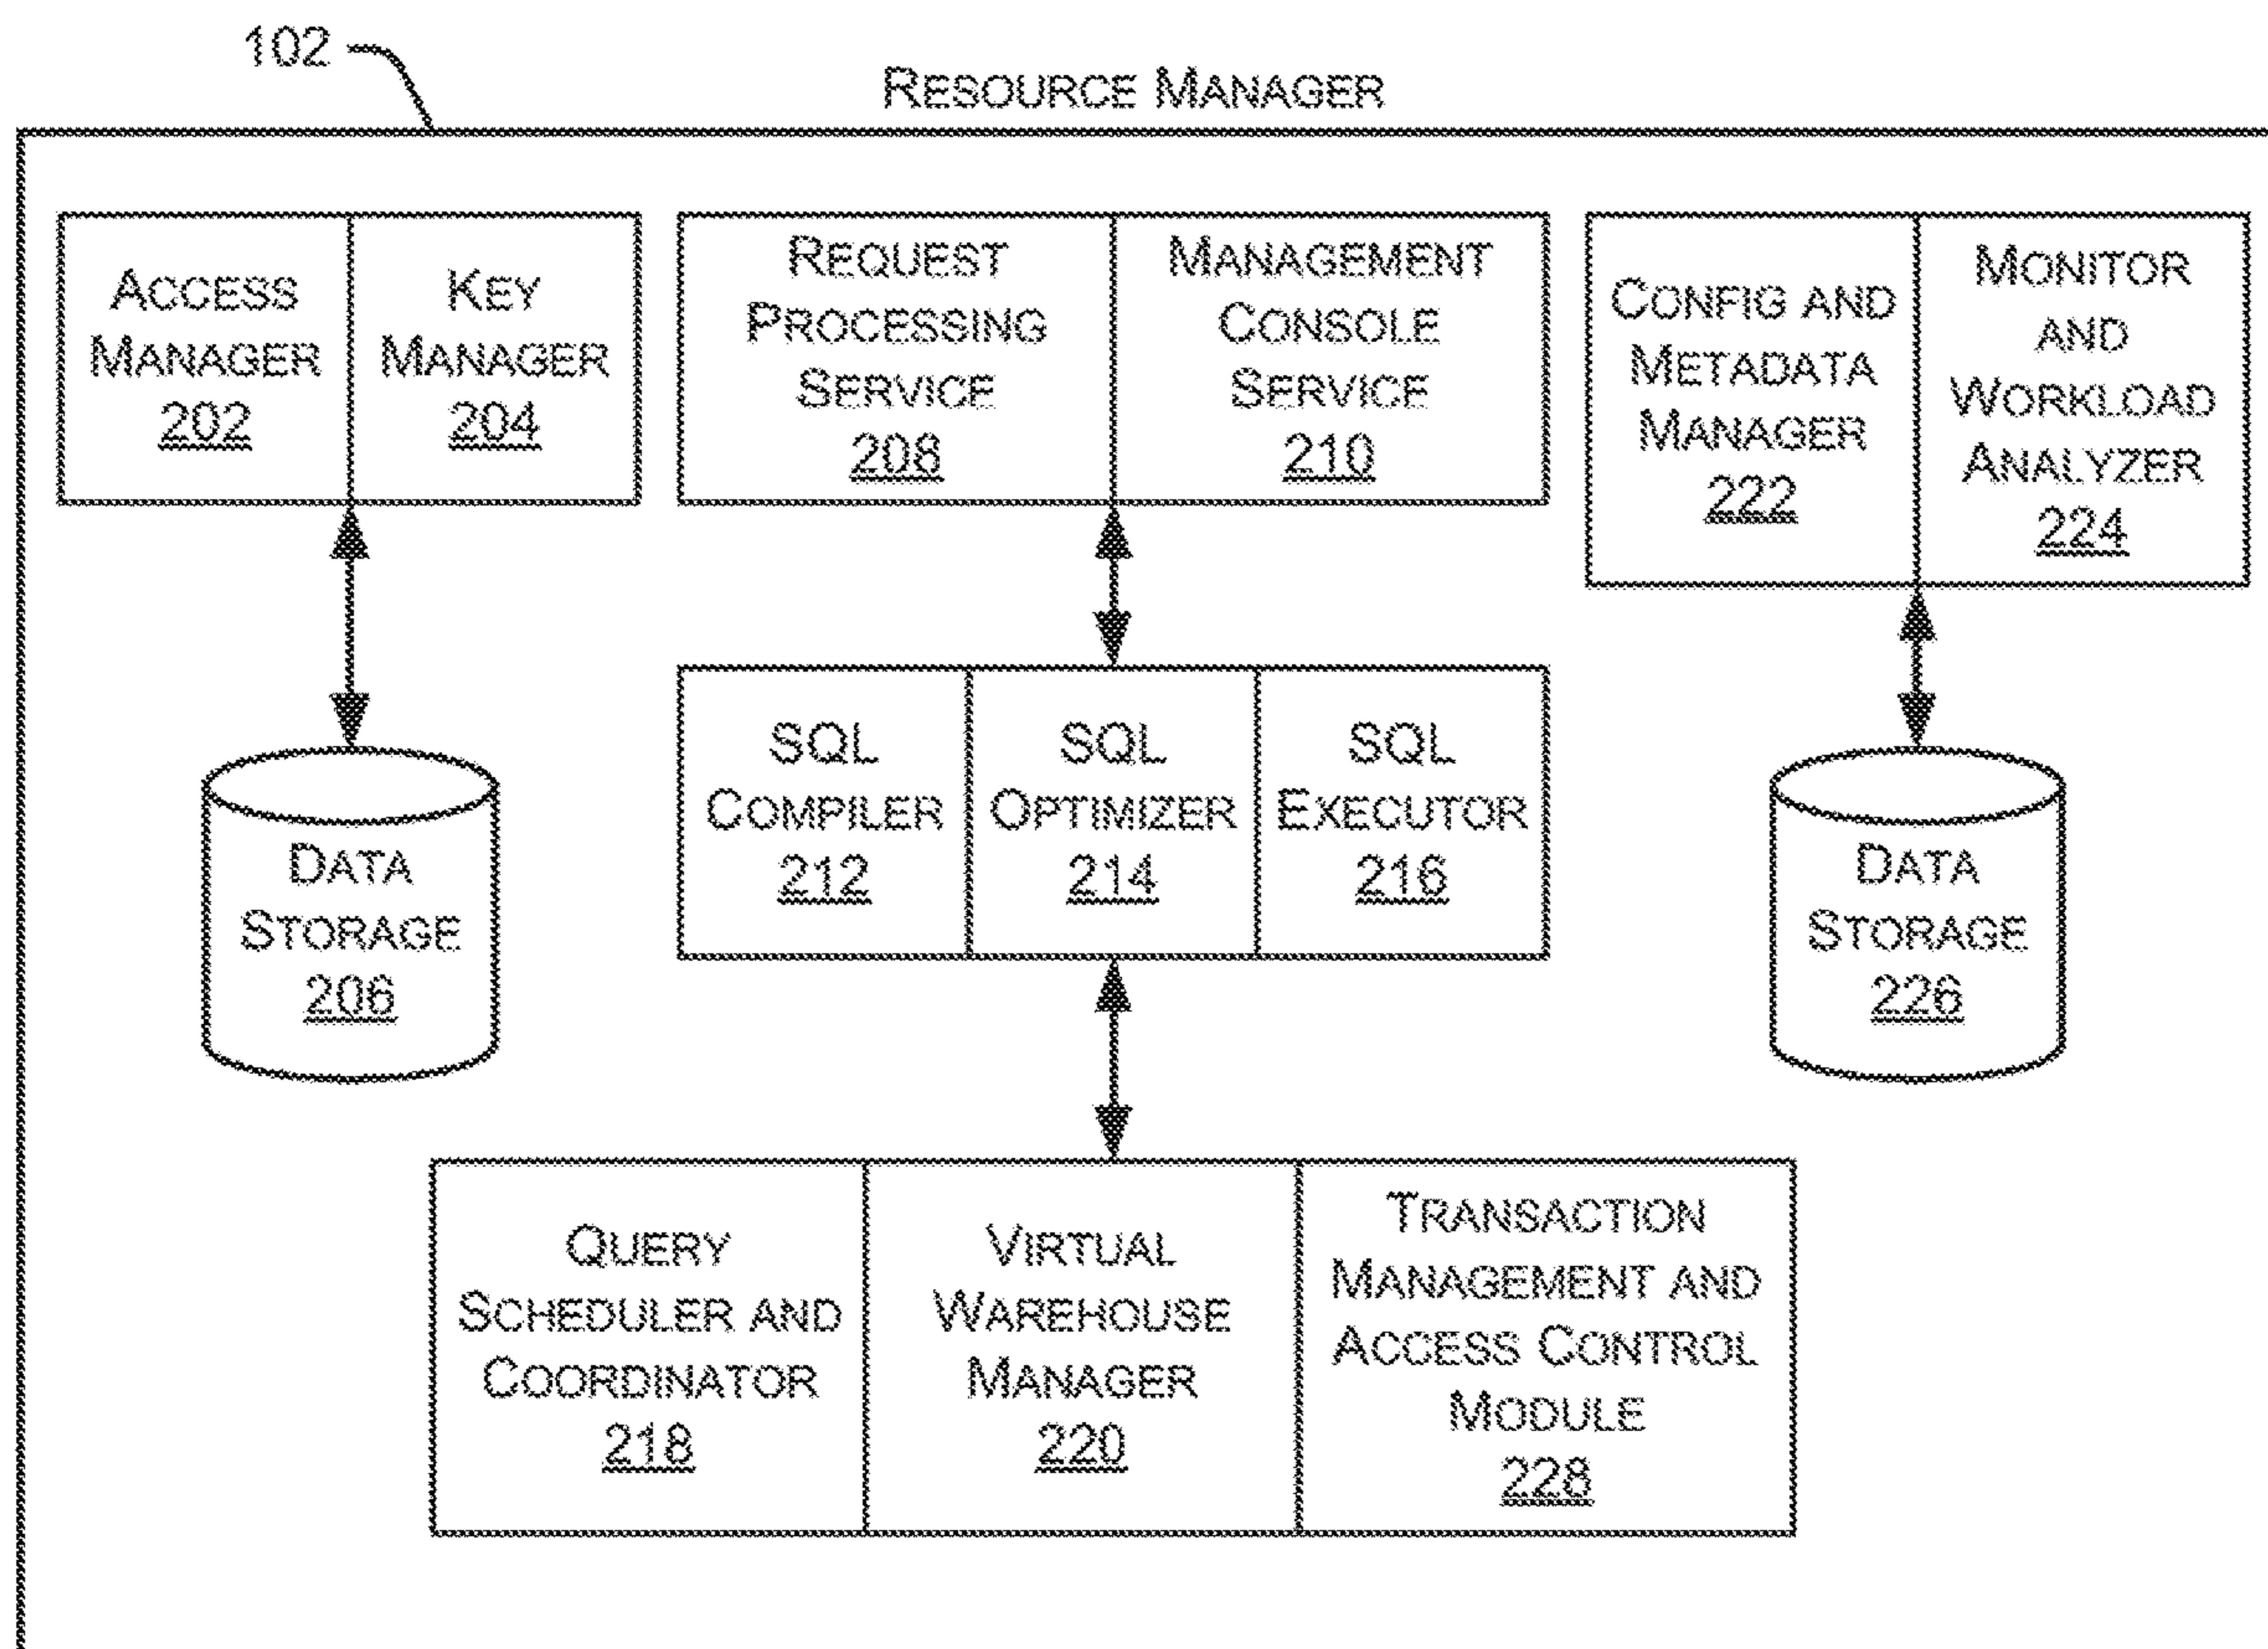 102
RESOURCE MANAGER
ACCESS
MANAGER
202
KEY
MANAGER
204
REQUEST
PROCESSING
SERVICE
208
MANAGEMENT
CONSOLE
SERVICE
210
CONFIG AND
METADATA
MANAGER
222
MONITOR
AND
WORKLOAD
ANALYZER
224
DATA
STORAGE
206
SQL
COMPILER
212
SQL
OPTIMIZER
214
SQL
EXECUTOR
216
DATA
STORAGE
226
QUERY
SCHEDULER AND
COORDINATOR
218
VIRTUAL
WAREHOUSE
MANAGER
220
TRANSACTION
MANAGEMENT AND
ACCESS CONTROL
MODULE
228